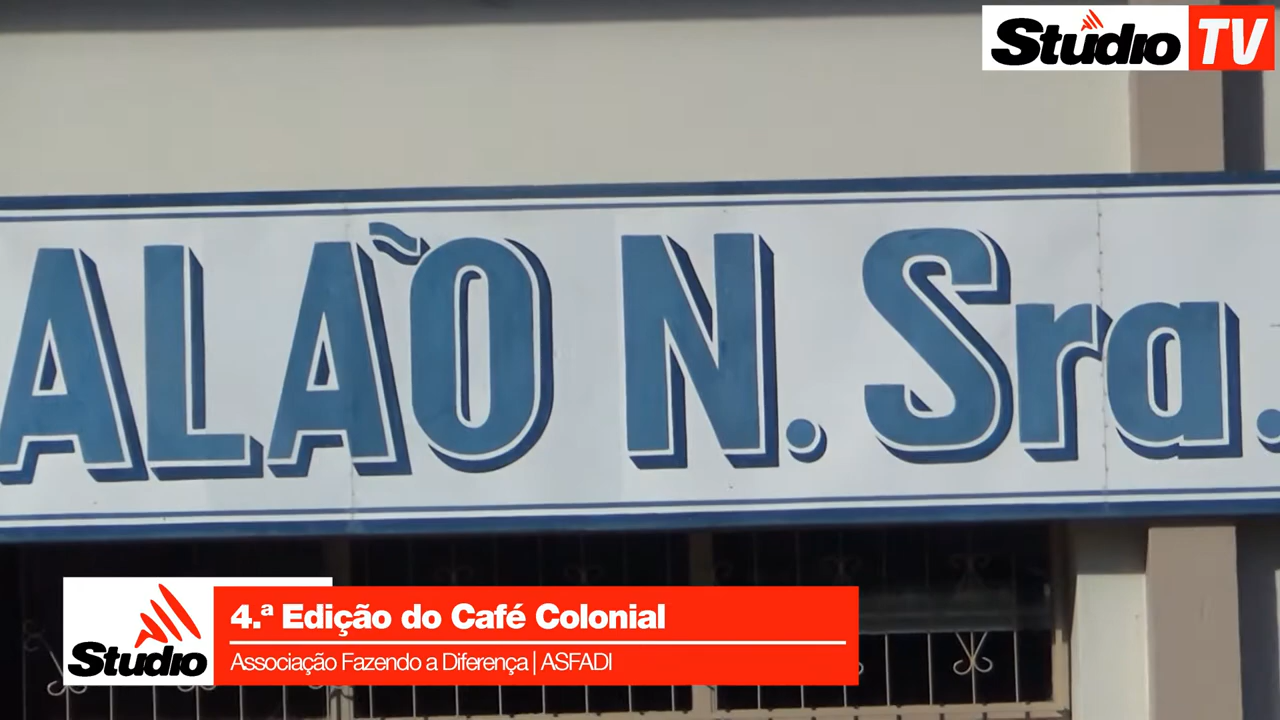 Studio TV
ALÃO N. Sra.
Studio
4.ª Edição do Café Colonial
Associação Fazendo a Diferença | ASFADI